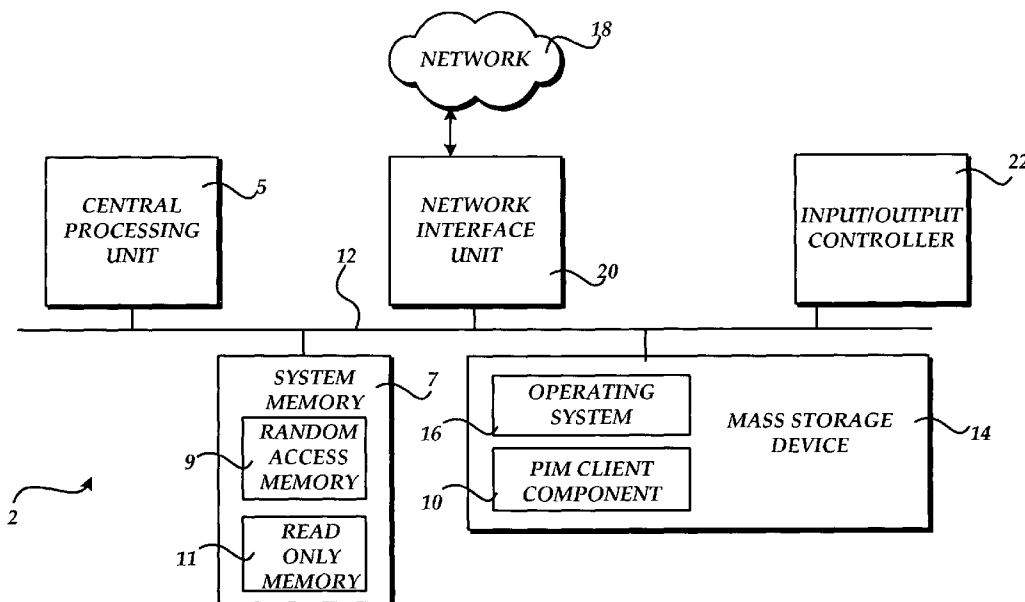 18
NETWORK
5
CENTRAL
PROCESSING
UNIT
NETWORK
INTERFACE
UNIT
20
22
INPUT/OUTPUT
CONTROLLER
12
SYSTEM
MEMORY
7
RANDOM
ACCESS
MEMORY
9
READ
ONLY
MEMORY
11
OPERATING
SYSTEM
16
PIM CLIENT
COMPONENT
10
MASS STORAGE
DEVICE
14
2